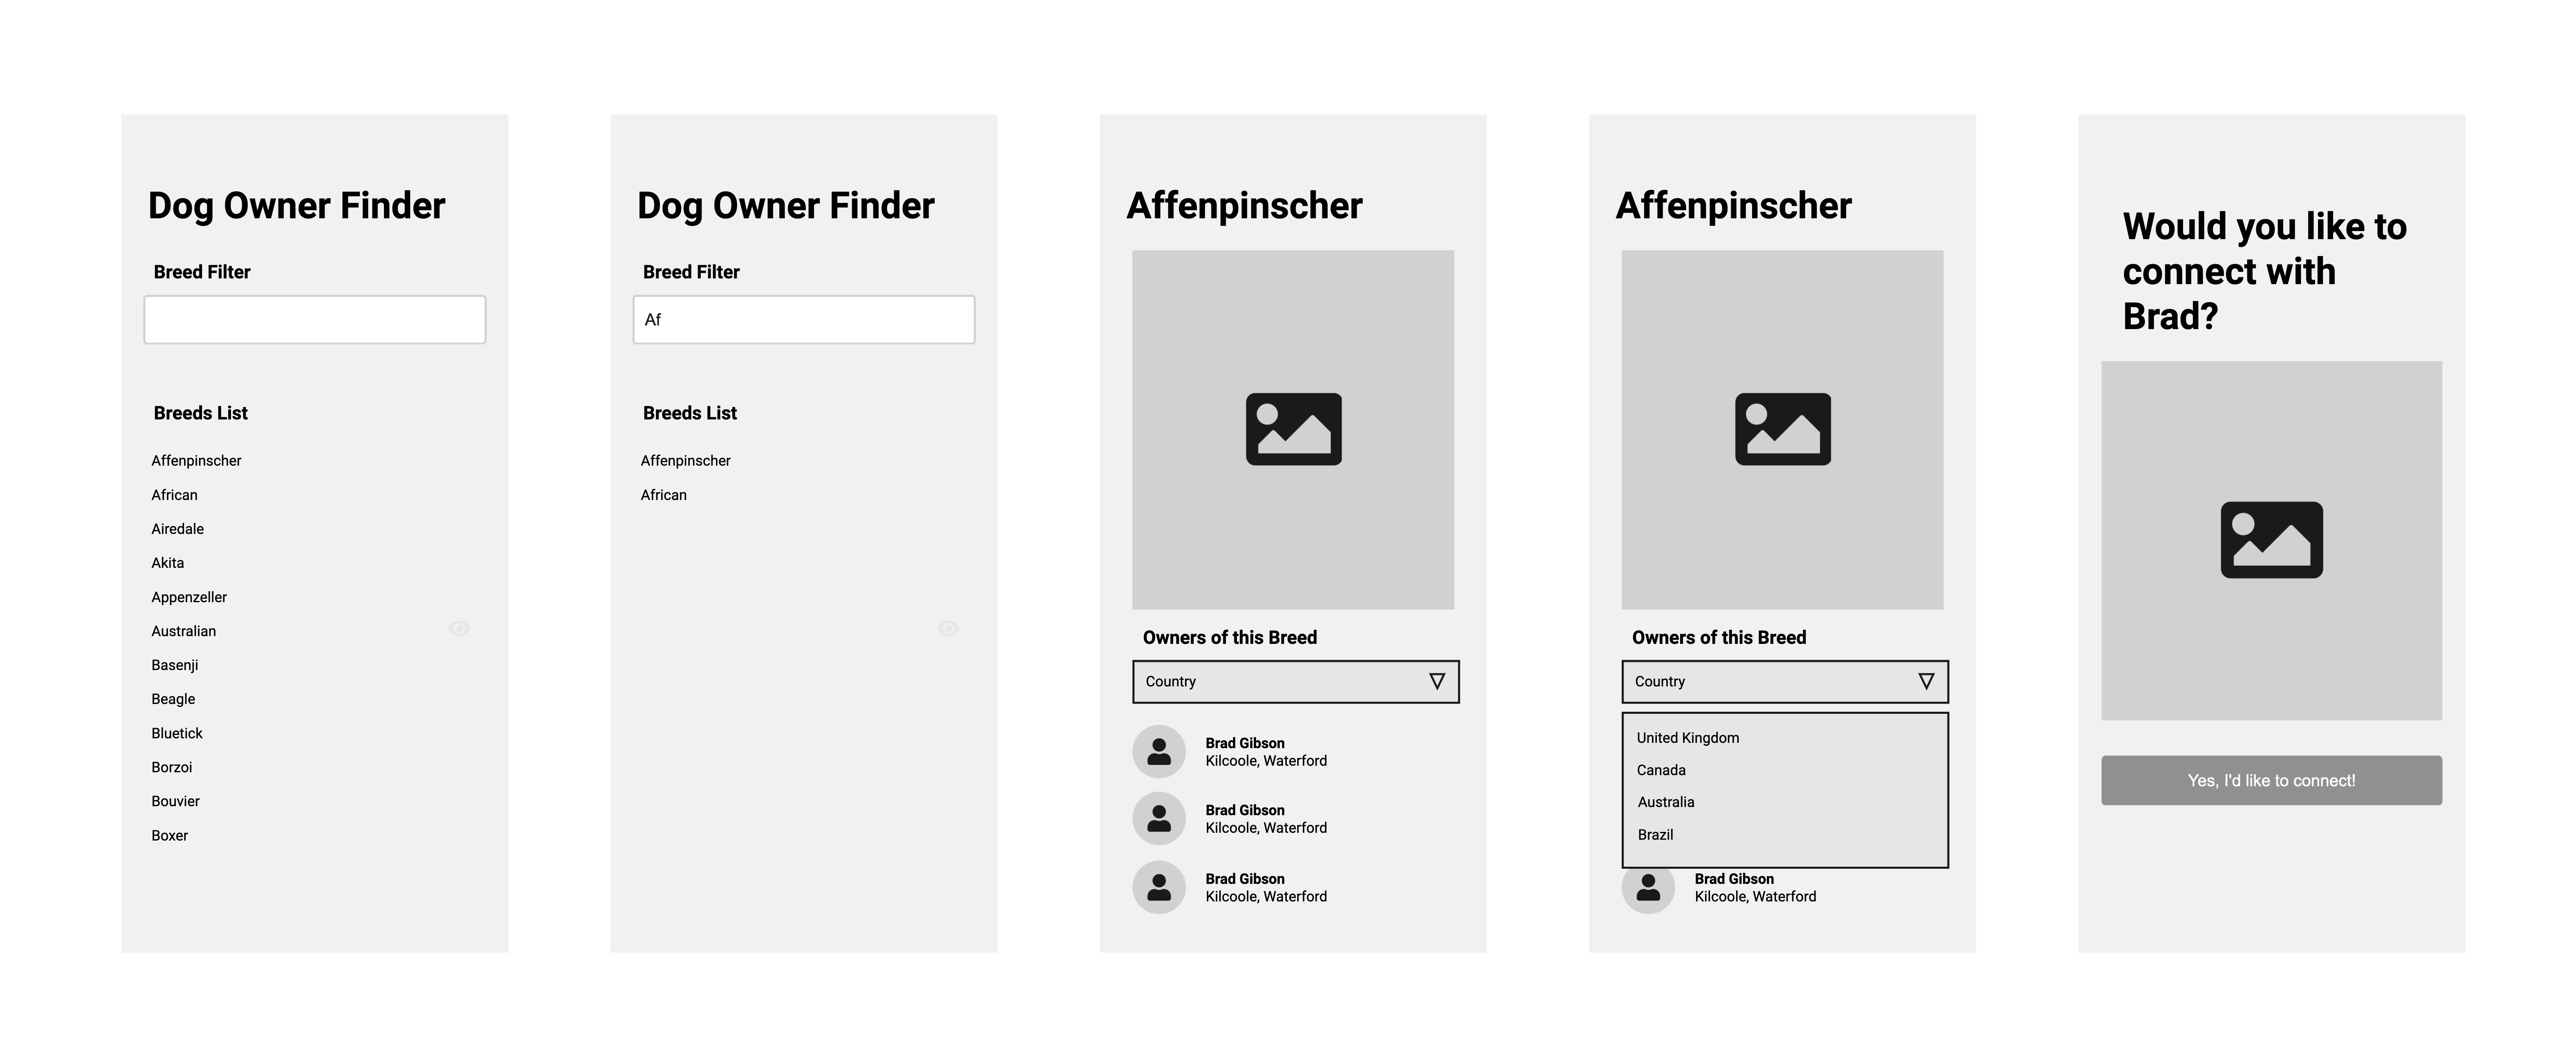 Dog Owner Finder
Breed Filter
Breeds List
Affenpinscher
African
Airedale
Akita
Appenzeller
Australian
Basenji
Beagle
Bluetick
Borzoi
Bouvier
Boxer
Dog Owner Finder
Breed Filter
Af
Breeds List
Affenpinscher
African
Affenpinscher
Owners of this Breed
Country
Brad Gibson
Kilcoole, Waterford
Brad Gibson
Kilcoole, Waterford
Brad Gibson
Kilcoole, Waterford
Affenpinscher
Owners of this Breed
Country
United Kingdom
Canada
Australia
Brazil
Brad Gibson
Kilcoole, Waterford
Would you like to
connect with
Brad?
Yes, I'd like to connect!